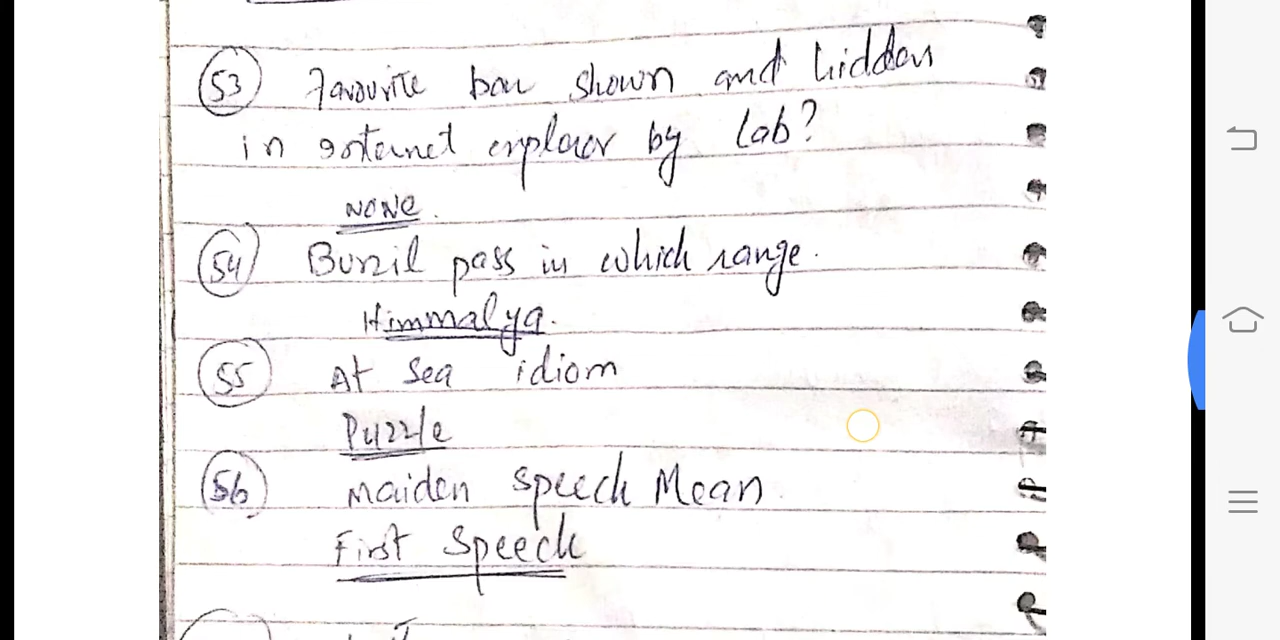 53 Favourite bar shown and hidden
in internet explorer by Lab?
NONE.
54 Burzil pass in which range.
Himmalya.
55 At Sea idiom
Puzzle
56 Maiden speech Mean
First Speech